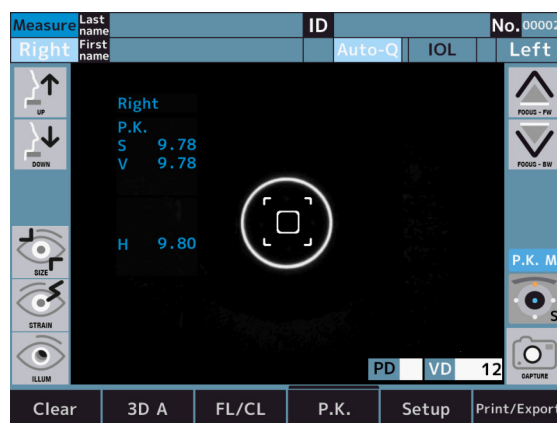 Measure Last name ID No. 00002
Right First name Auto-Q IOL Left
UP
DOWN
SIZE
STRAIN
ILLUM
Right
P.K.
S 9.78
V 9.78
H 9.80
FOCUS - FW
FOCUS - BW
P.K. M
S
CAPTURE
PD VD 12
Clear 3D A FL/CL P.K. Setup Print/Export